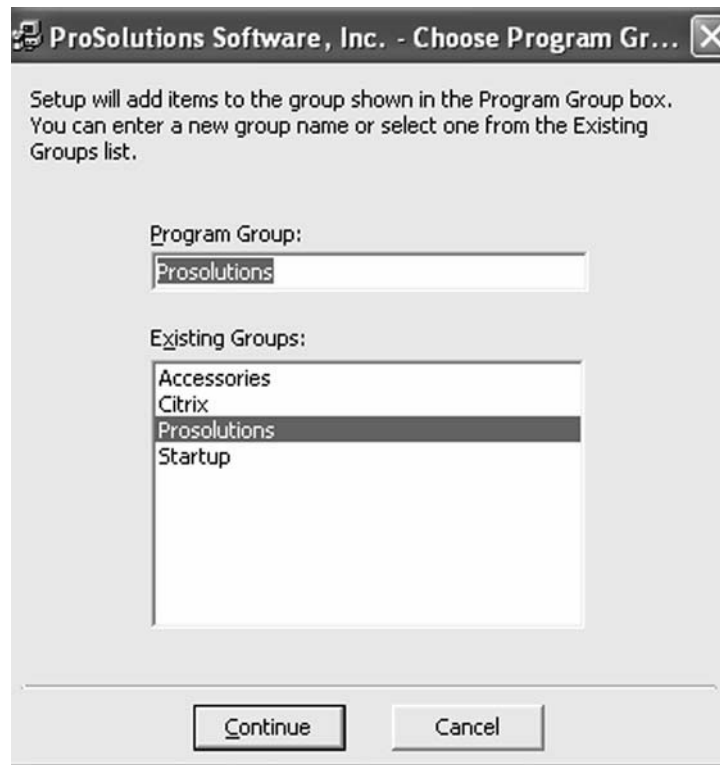 ProSolutions Software, Inc. - Choose Program Gr...
Setup will add items to the group shown in the Program Group box.
You can enter a new group name or select one from the Existing
Groups list.
Program Group:
Prosolutions
Existing Groups:
Accessories
Citrix
Prosolutions
Startup
Continue
Cancel